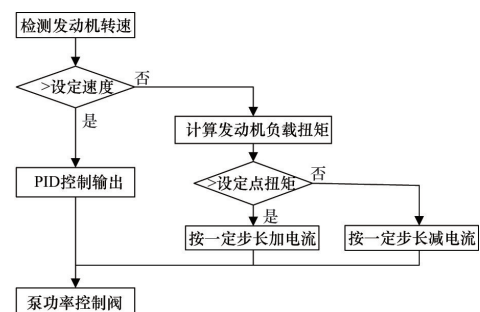 检测发动机转速
>设定速度
否
是
计算发动机负载扭矩
PID控制输出
>设定点扭矩
否
是
按一定步长加电流
按一定步长减电流
泵功率控制阀